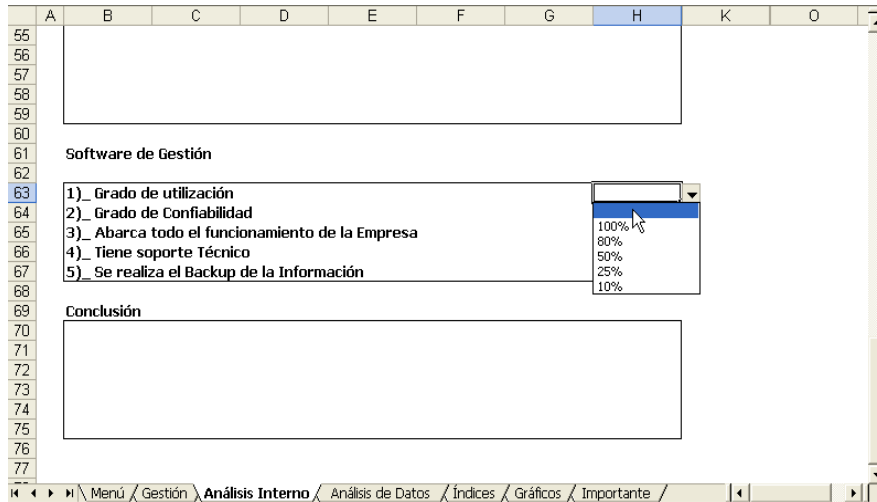 A B C D E F G H K O
55
56
57
58
59
60
61 Software de Gestión
62
63 1)_ Grado de utilización
64 2)_ Grado de Confiabilidad
65 3)_ Abarca todo el funcionamiento de la Empresa
66 4)_ Tiene soporte Técnico
67 5)_ Se realiza el Backup de la Información
100%
80%
50%
25%
10%
68
69 Conclusión
70
71
72
73
74
75
76
77
Menú Gestión Análisis Interno Análisis de Datos Índices Gráficos Importante